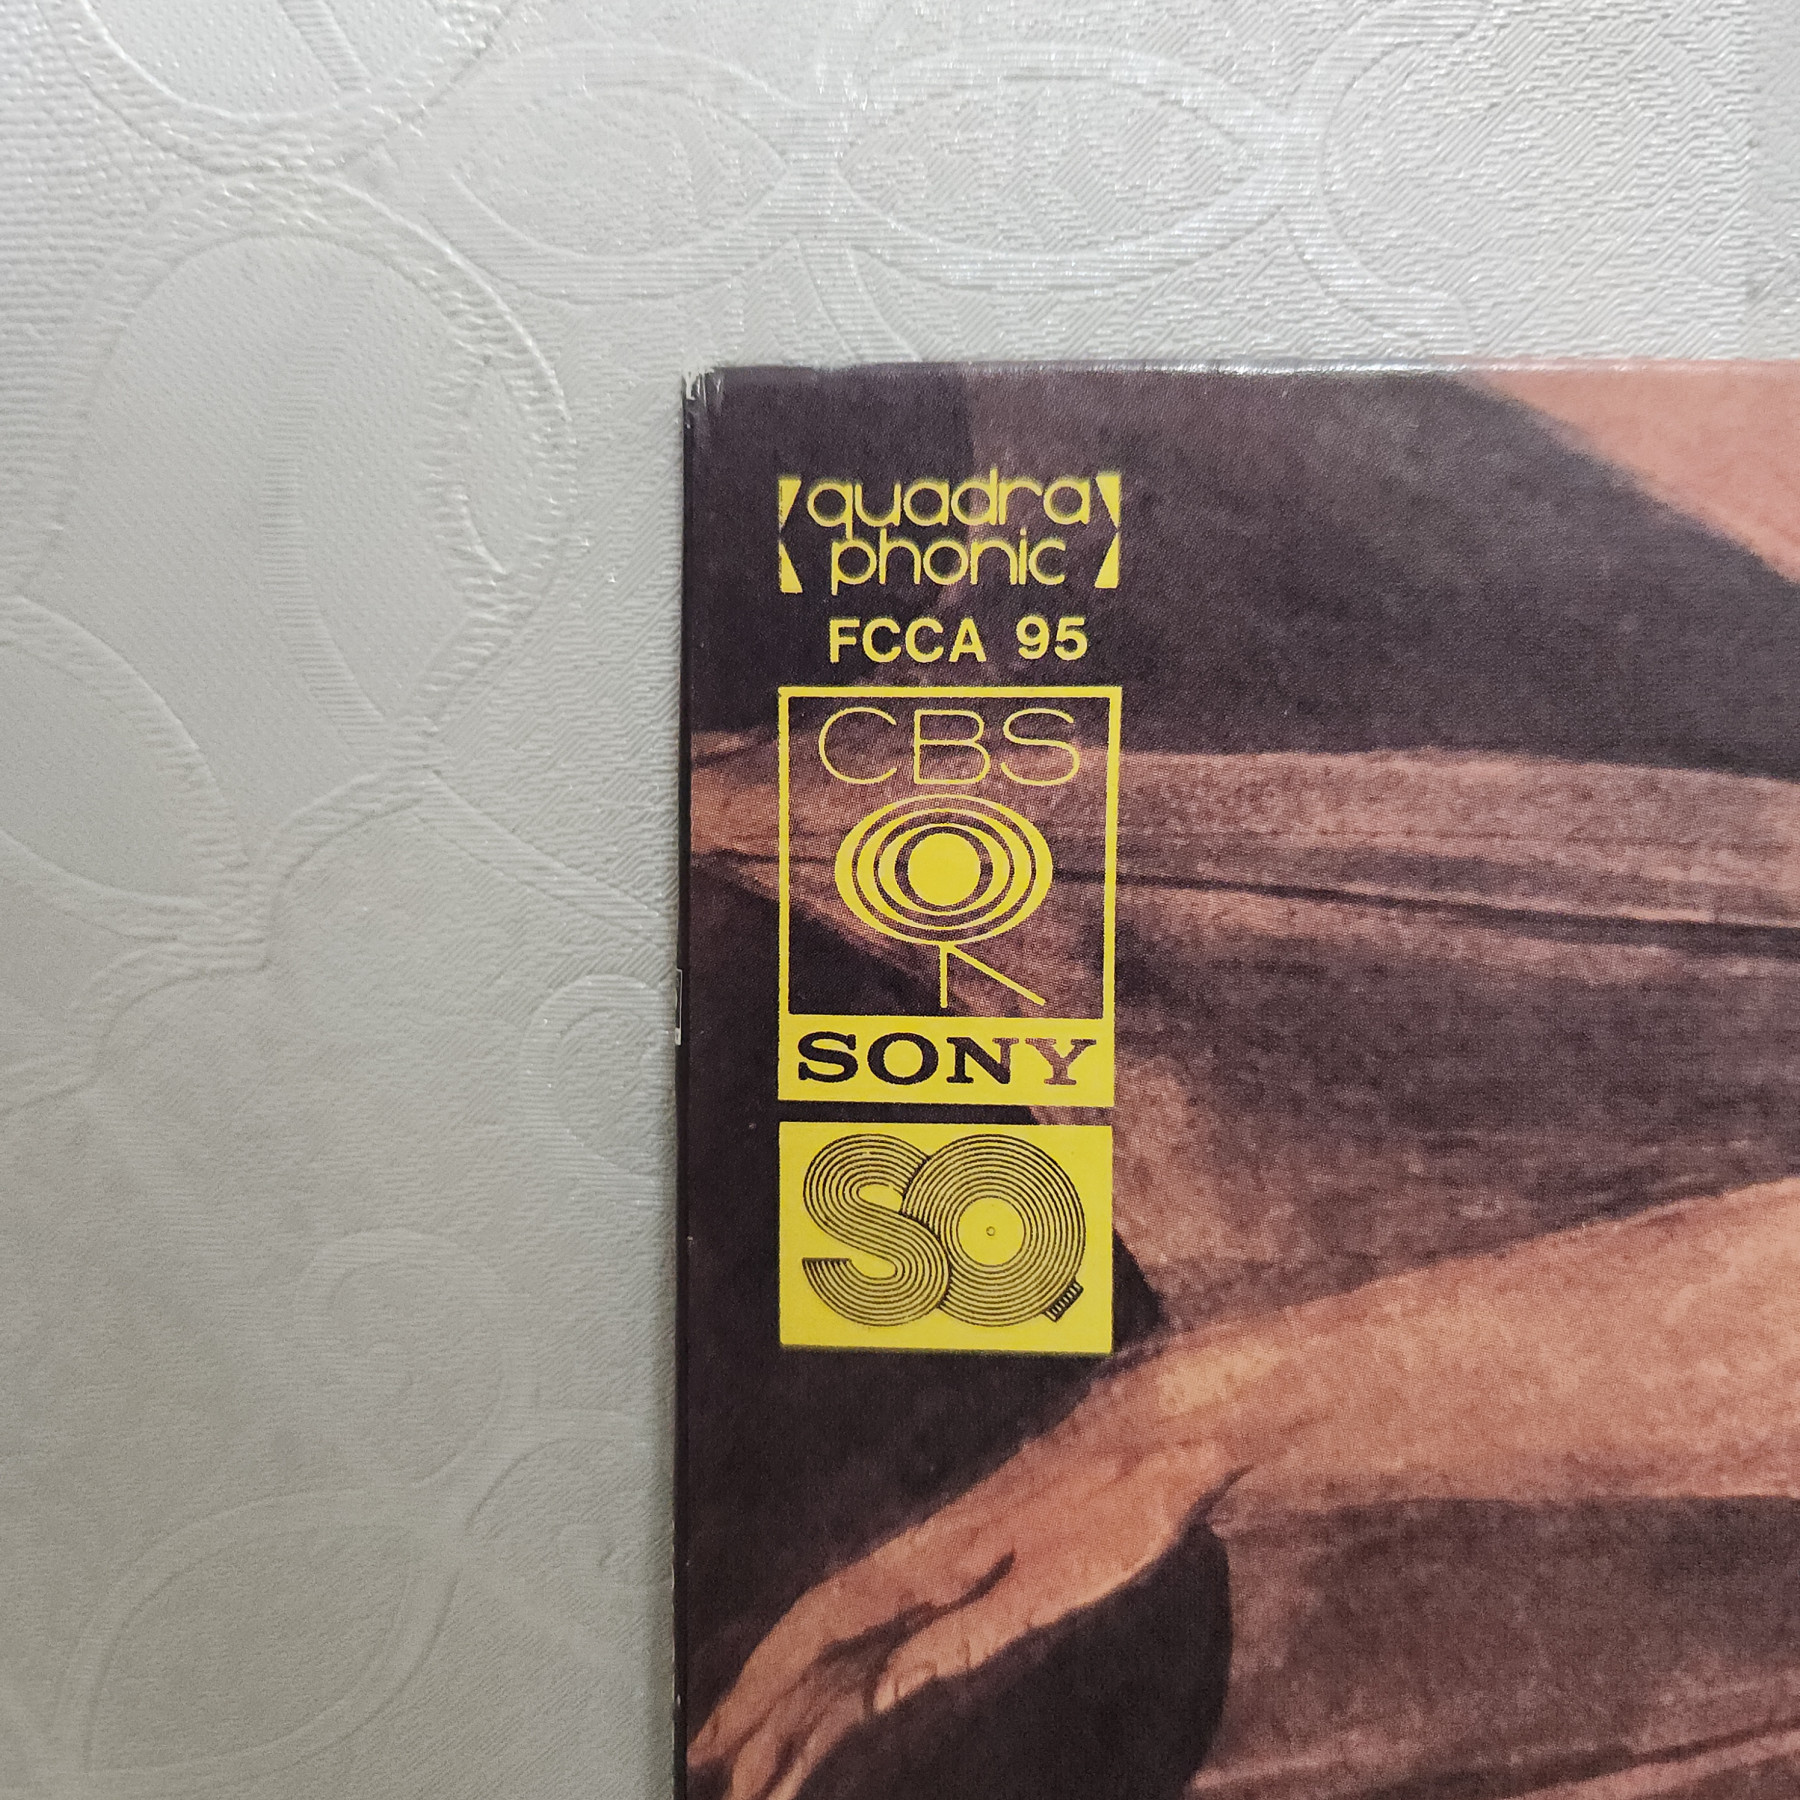 quadra
phonic
FCCA 95
CBS
SONY
SQ